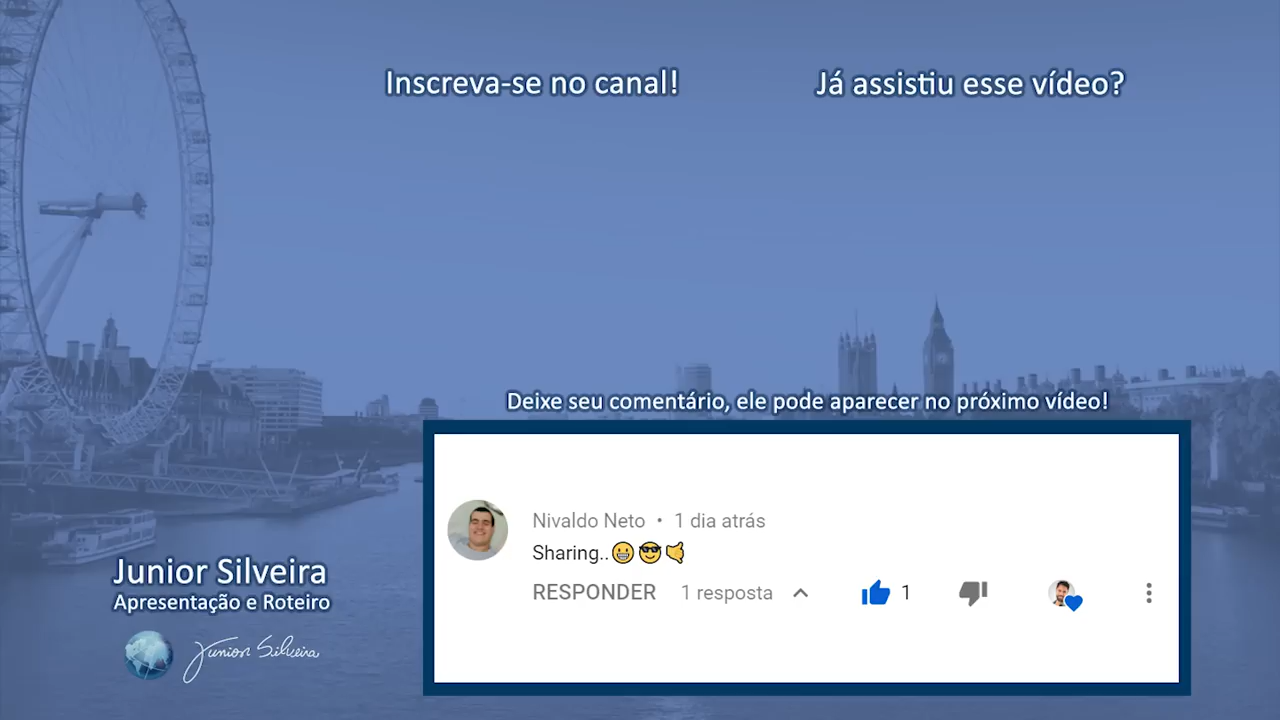 Inscreva-se no canal!
Já assistiu esse vídeo?
Deixe seu comentário, ele pode aparecer no próximo vídeo!
Nivaldo Neto • 1 dia atrás
Sharing..😀😎🤙
RESPONDER 1 resposta 1
Junior Silveira
Apresentação e Roteiro
Junior Silveira